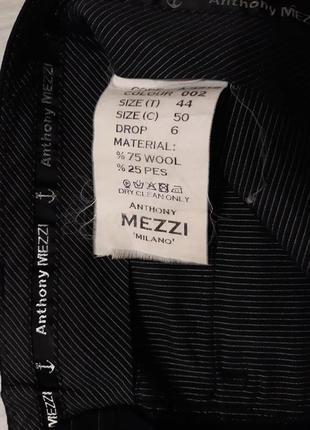 Anthony MEZZI
COLOUR 002
SIZE (T) 44
SIZE (C) 50
DROP 6
MATERIAL:
% 75 WOOL
% 25 PES
DRY CLEAN ONLY
ANTHONY
MEZZI
'MILANO'
Anthony MEZZI
Anthony MEZZI
MEZZI